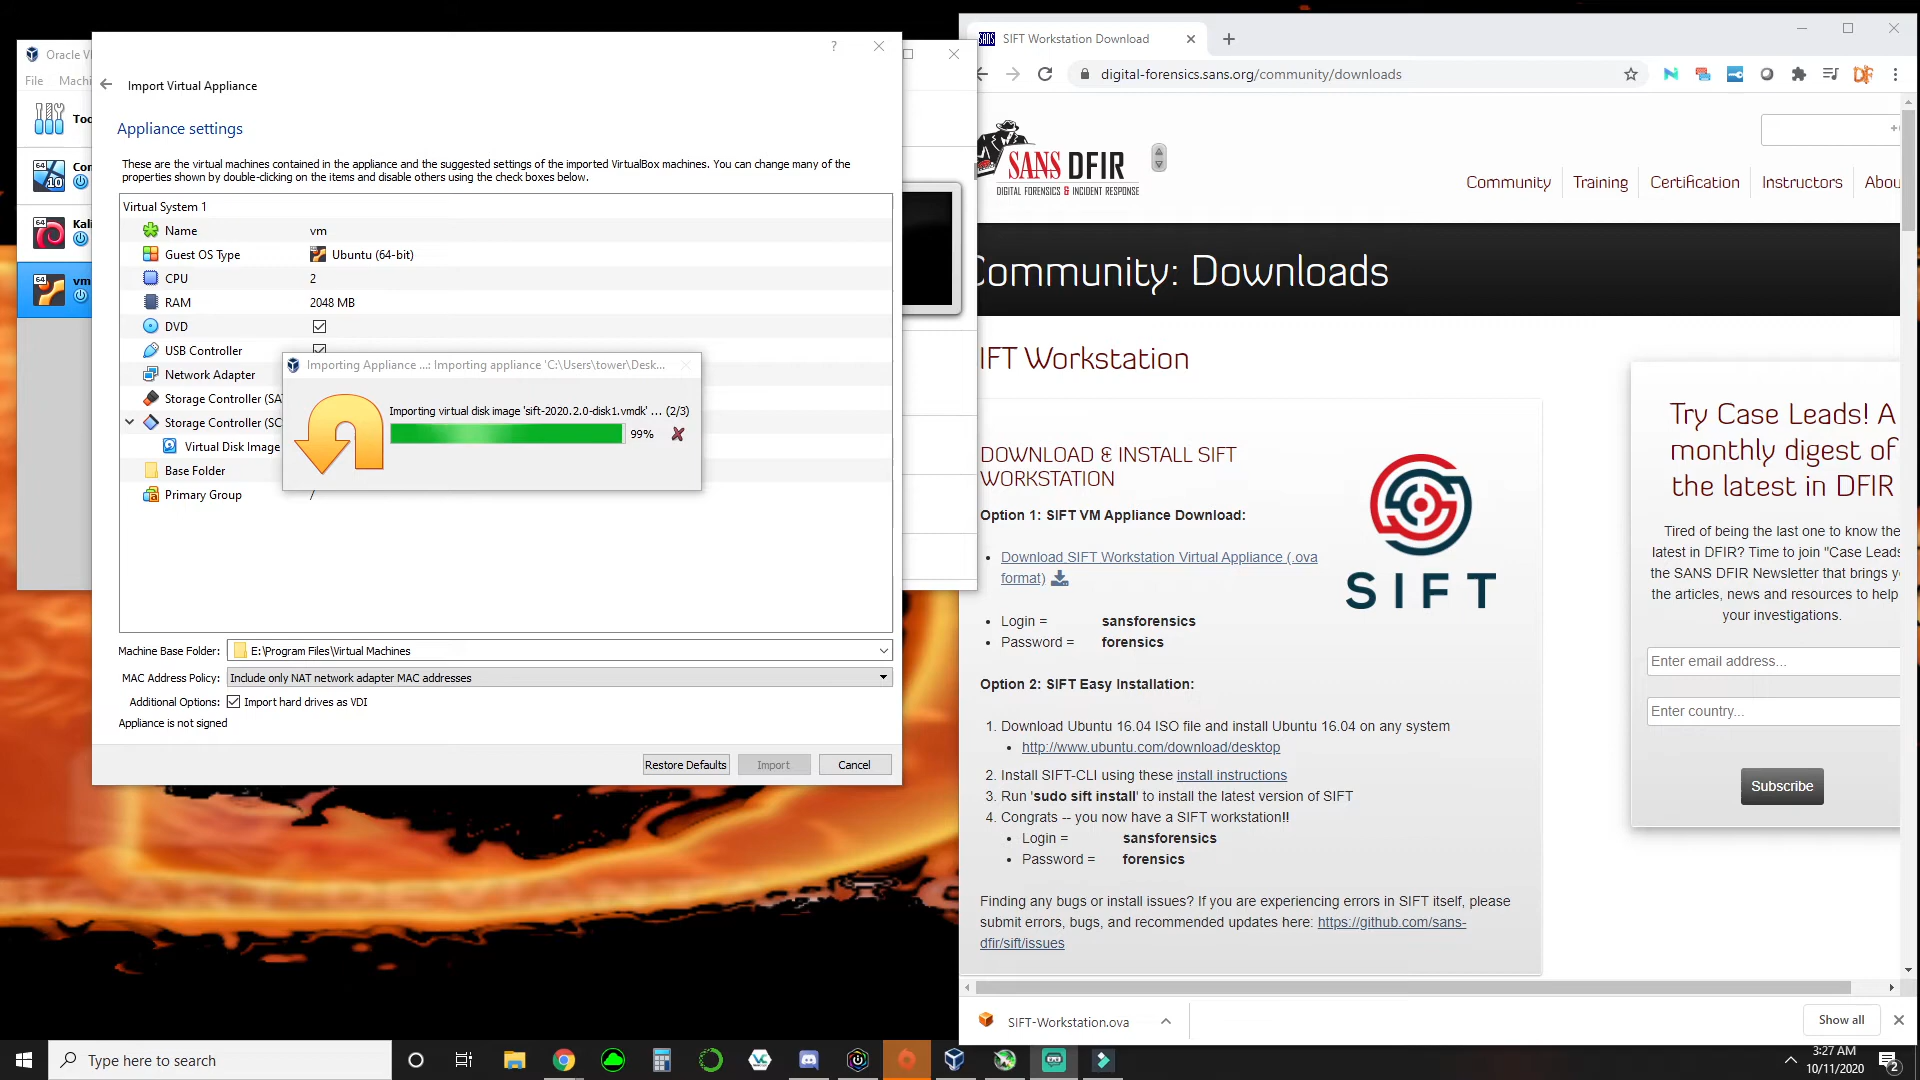 Oracle V
File Machi
Too
64
10
Con
64
Kali
64
vm
?
Import Virtual Appliance
Appliance settings
These are the virtual machines contained in the appliance and the suggested settings of the imported VirtualBox machines. You can change many of the
properties shown by double-clicking on the items and disable others using the check boxes below.
Virtual System 1
Name vm
Guest OS Type Ubuntu (64-bit)
CPU 2
RAM 2048 MB
DVD
USB Controller
Network Adapter
Storage Controller (SA
Storage Controller (SC
Virtual Disk Image
Base Folder
Primary Group /
Importing Appliance ...: Importing appliance 'C:\Users\tower\Desk...
Importing virtual disk image 'sift-2020.2.0-disk1.vmdk' ... (2/3)
99%
Machine Base Folder: E:\Program Files\Virtual Machines
MAC Address Policy: Include only NAT network adapter MAC addresses
Additional Options: Import hard drives as VDI
Appliance is not signed
Restore Defaults Import Cancel
SANS SIFT Workstation Download
digital-forensics.sans.org/community/downloads
SANS DFIR
DIGITAL FORENSICS & INCIDENT RESPONSE
Community Training Certification Instructors Abou
Community: Downloads
IFT Workstation
DOWNLOAD & INSTALL SIFT
WORKSTATION
Option 1: SIFT VM Appliance Download:
Download SIFT Workstation Virtual Appliance (.ova
format)
Login = sansforensics
Password = forensics
Option 2: SIFT Easy Installation:
1. Download Ubuntu 16.04 ISO file and install Ubuntu 16.04 on any system
http://www.ubuntu.com/download/desktop
2. Install SIFT-CLI using these install instructions
3. Run 'sudo sift install' to install the latest version of SIFT
4. Congrats -- you now have a SIFT workstation!!
Login = sansforensics
Password = forensics
Finding any bugs or install issues? If you are experiencing errors in SIFT itself, please
submit errors, bugs, and recommended updates here: https://github.com/sans-
dfir/sift/issues
SIFT
Try Case Leads! A
monthly digest of
the latest in DFIR
Tired of being the last one to know the
latest in DFIR? Time to join "Case Leads
the SANS DFIR Newsletter that brings y
the articles, news and resources to help
your investigations.
Enter email address...
Enter country...
Subscribe
SIFT-Workstation.ova
Show all
Type here to search
3:27 AM
10/11/2020
2